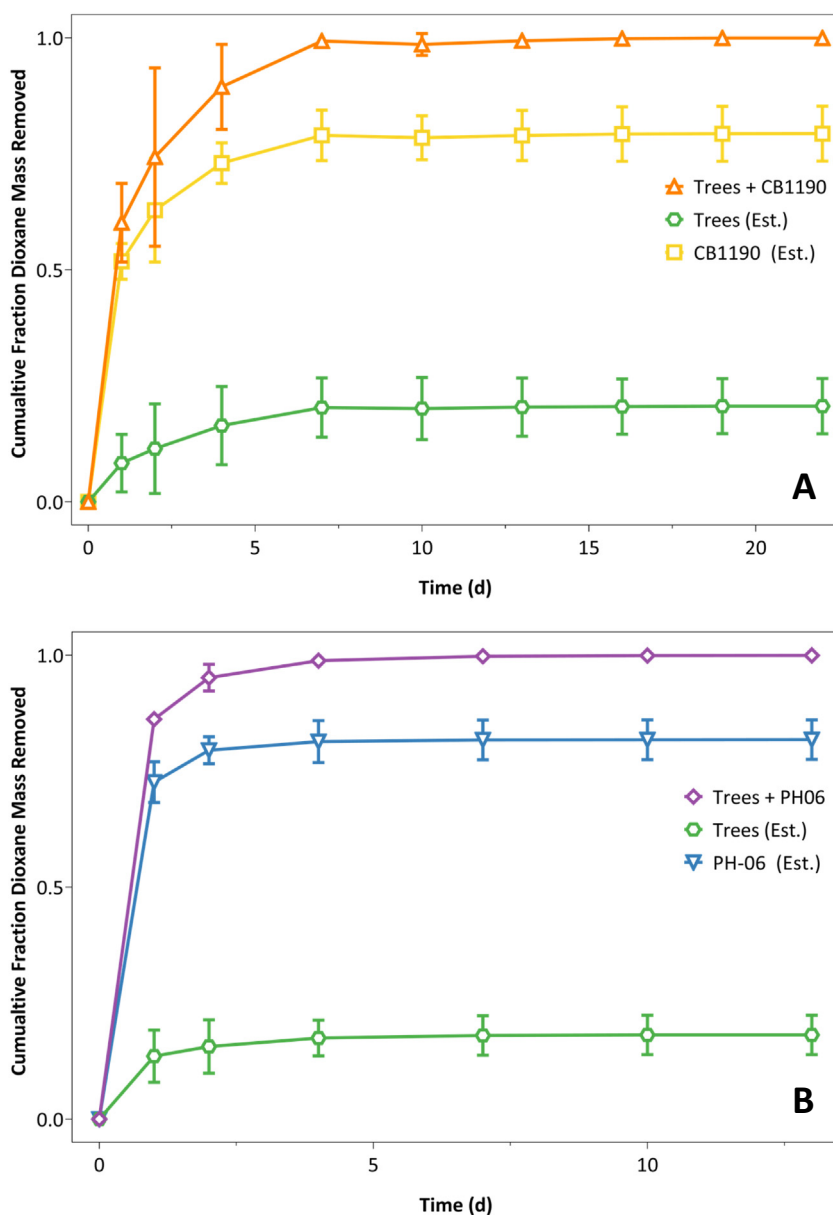 Cumualtive Fraction Dioxane Mass Removed
1.0
0.5
0.0
Trees + CB1190
Trees (Est.)
CB1190 (Est.)
A
0
5
10
15
20
Time (d)
Cumualtive Fraction Dioxane Mass Removed
1.0
0.5
0.0
Trees + PH06
Trees (Est.)
PH-06 (Est.)
B
0
5
10
Time (d)